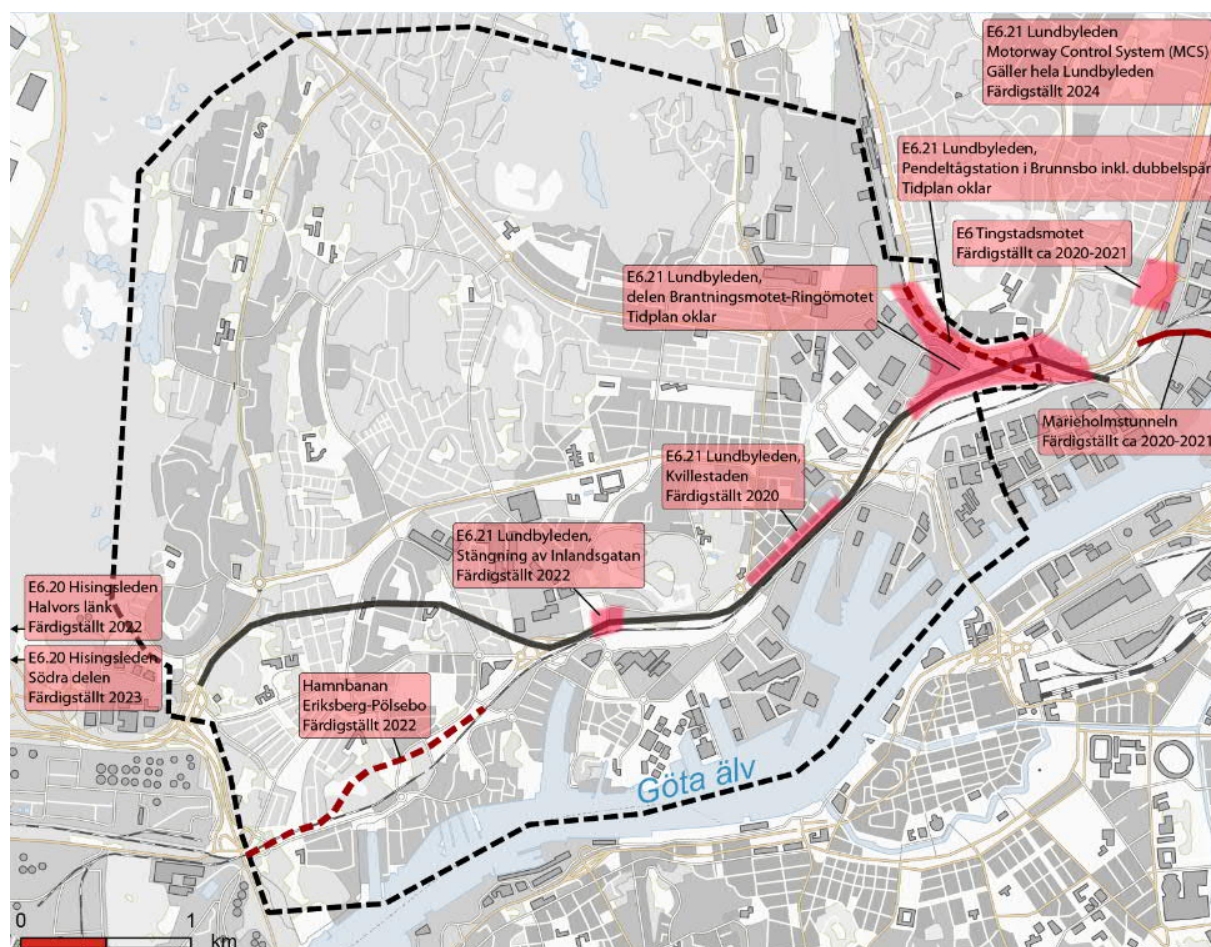 E6.21 Lundbyleden
Motorway Control System (MCS)
Gäller hela Lundbyleden
Färdigställt 2024
E6.21 Lundbyleden,
Pendeltågstation i Brunnsbo inkl. dubbelspår
Tidplan oklar
E6 Tingstadsmotet
Färdigställt ca 2020-2021
E6.21 Lundbyleden,
delen Brantningsmotet-Ringömotet
Tidplan oklar
Marieholmstunneln
Färdigställt ca 2020-2021
E6.21 Lundbyleden,
Kvillestaden
Färdigställt 2020
E6.21 Lundbyleden,
Stängning av Inlandsgatan
Färdigställt 2022
E6.20 Hisingsleden
Halvors länk
Färdigställt 2022
E6.20 Hisingsleden
Södra delen
Färdigställt 2023
Hamnbanan
Eriksberg-Pölsebo
Färdigställt 2022
Göta älv
0 1
km